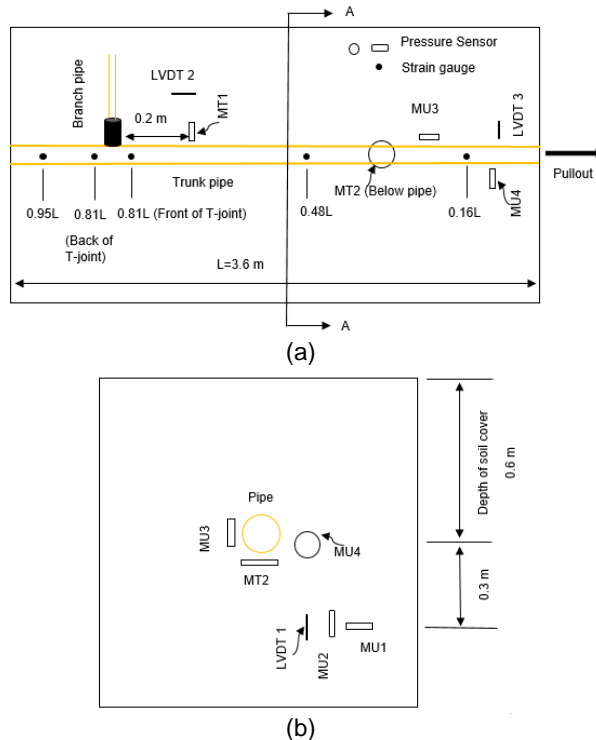 A
Pressure Sensor
Strain gauge
LVDT 2
Branch pipe
0.2 m
MT1
MU3
LVDT 3
Trunk pipe
MT2 (Below pipe)
MU4
Pullout
0.95L
0.81L
0.81L (Front of T-joint)
0.48L
0.16L
(Back of
T-joint)
L=3.6 m
A
(a)
Depth of soil cover
0.6 m
Pipe
MU3
MU4
MT2
0.3 m
LVDT 1
MU2
MU1
(b)